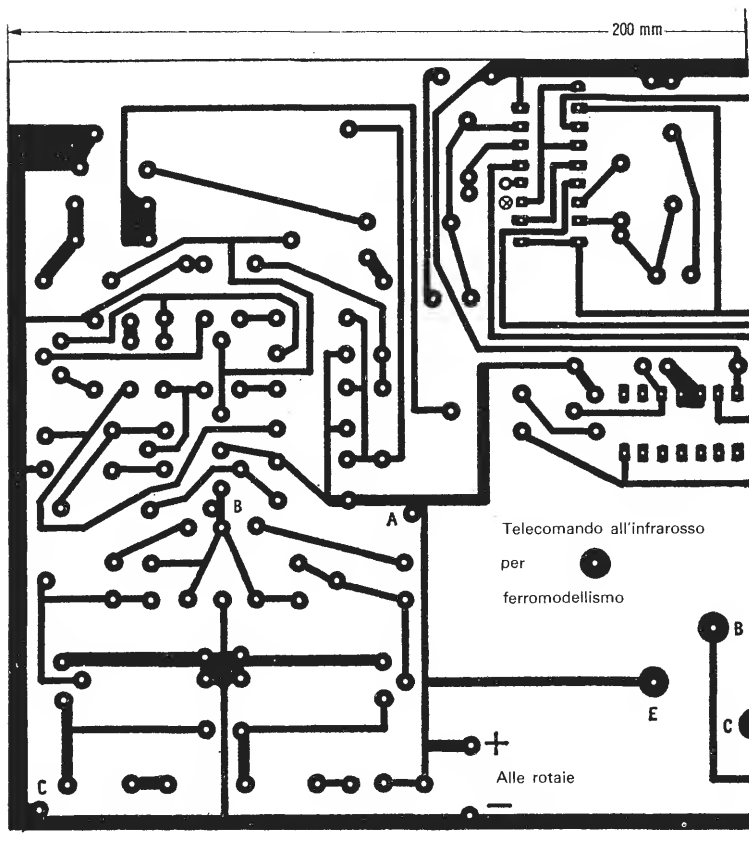 200 mm
B
A
Telecomando all'infrarosso
per
ferromodellismo
B
E
C
+
Alle rotaie
C
—